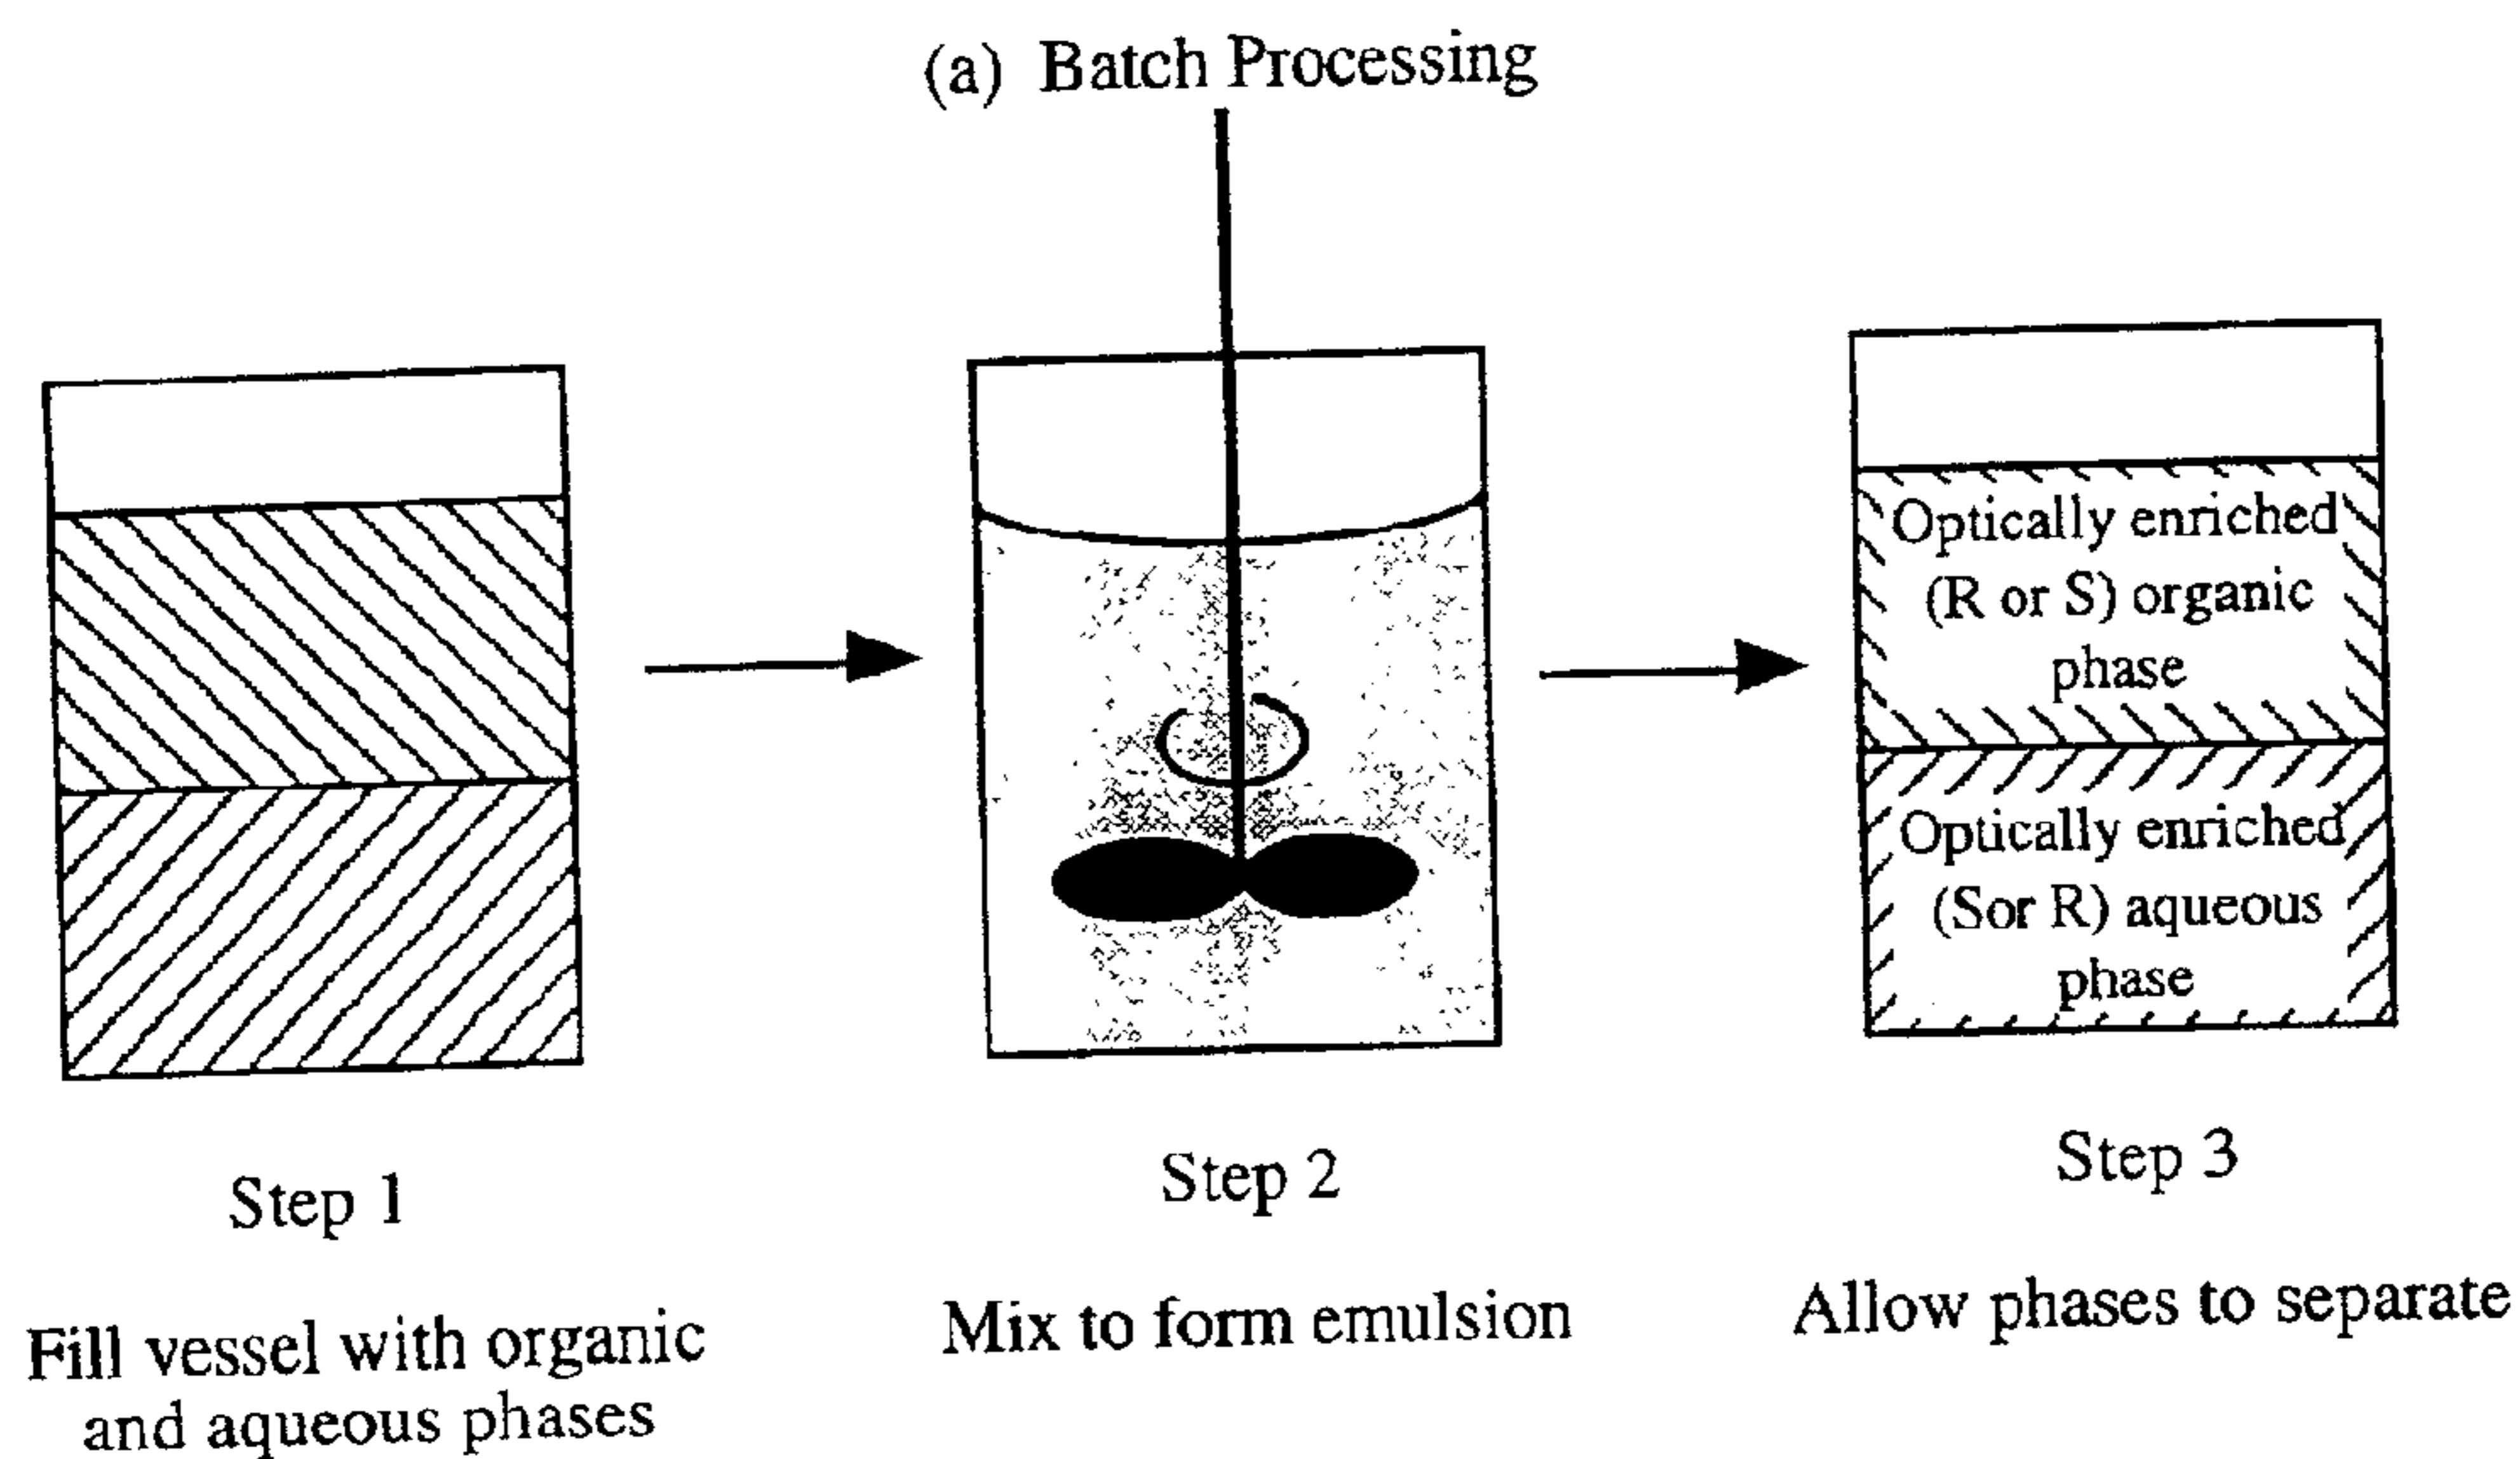 (a) Batch Processing
Optically enriched
(R or S) organic
phase
Optically enriched
(Sor R) aqueous
phase
Step 1
Step 2
Step 3
Fill vessel with organic
and aqueous phases
Mix to form emulsion
Allow phases to separate